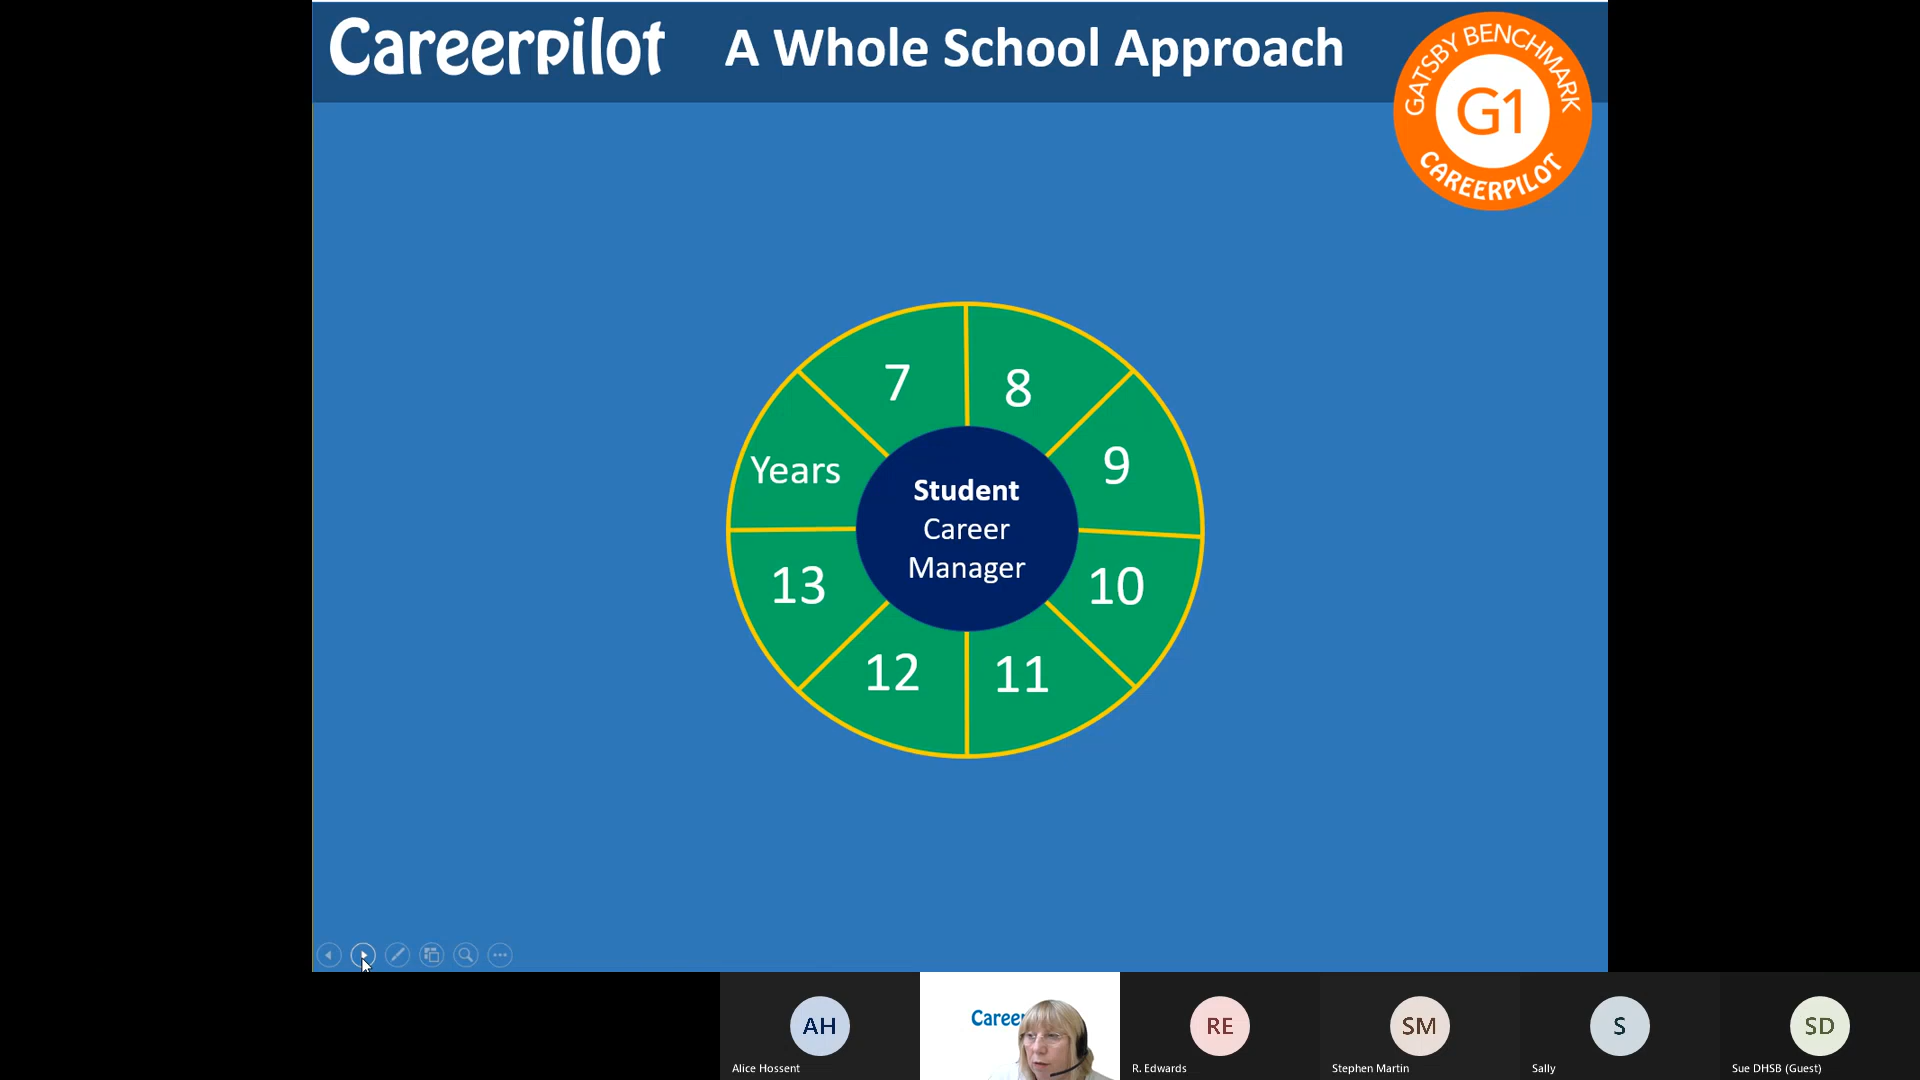 Careerpilot
A Whole School Approach
GATSBY BENCHMARK
G1
CAREERPILOT
7
8
Years
9
Student
Career
Manager
13
10
12
11
Career
AH
RE
SM
S
SD
Alice Hossent
R. Edwards
Stephen Martin
Sally
Sue DHSB (Guest)